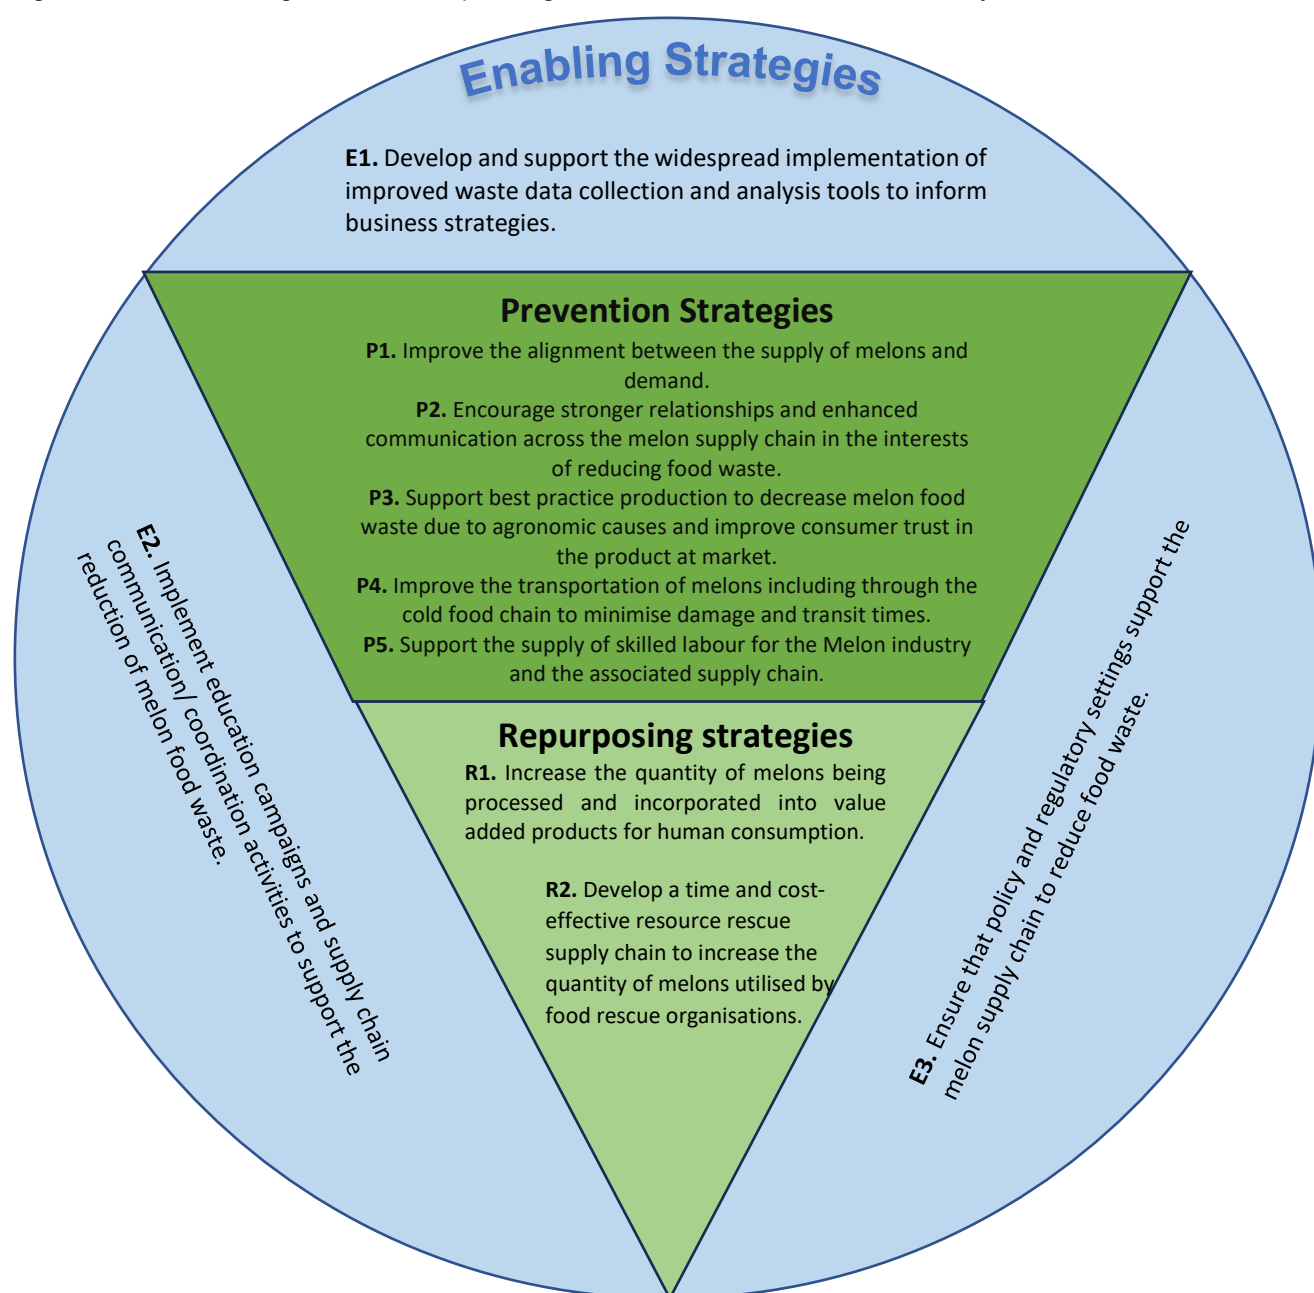 Enabling Strategies
E1. Develop and support the widespread implementation of
improved waste data collection and analysis tools to inform
business strategies.
Prevention Strategies
P1. Improve the alignment between the supply of melons and
demand.
P2. Encourage stronger relationships and enhanced
communication across the melon supply chain in the interests
of reducing food waste.
P3. Support best practice production to decrease melon food
waste due to agronomic causes and improve consumer trust in
the product at market.
P4. Improve the transportation of melons including through the
cold food chain to minimise damage and transit times.
P5. Support the supply of skilled labour for the Melon industry
and the associated supply chain.
Repurposing strategies
R1. Increase the quantity of melons being
processed and incorporated into value
added products for human consumption.
R2. Develop a time and cost-
effective resource rescue
supply chain to increase the
quantity of melons utilised by
food rescue organisations.
E2. Implement education campaigns and supply chain
communication/ coordination activities to support the
reduction of melon food waste.
E3. Ensure that policy and regulatory settings support the
melon supply chain to reduce food waste.